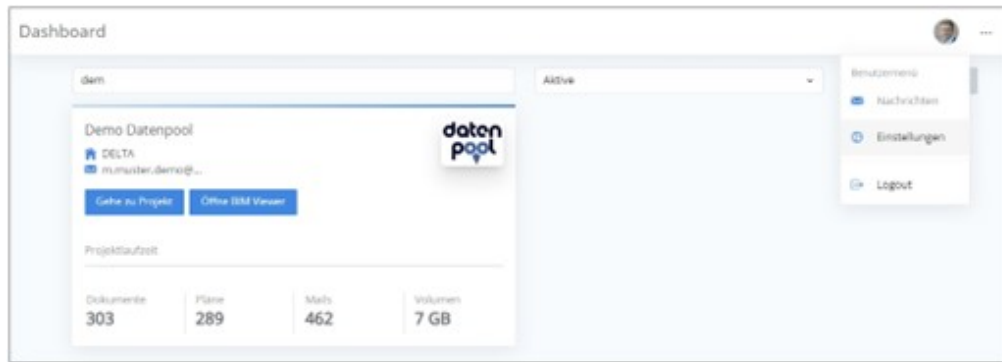 Dashboard
...
dem
Aktive
Benutzermenü
Nachrichten
Einstellungen
Logout
Demo Datenpool
daten
pool
DELTA
m.muster.demo@...
Gehe zu Projekt
Öffne BIM Viewer
Projektlaufzeit
Dokumente Pläne Mails Volumen
303 289 462 7 GB